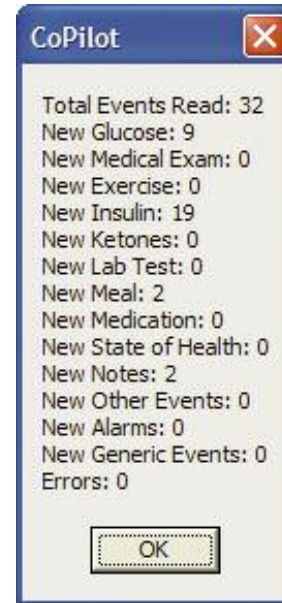 CoPilot
Total Events Read: 32
New Glucose: 9
New Medical Exam: 0
New Exercise: 0
New Insulin: 19
New Ketones: 0
New Lab Test: 0
New Meal: 2
New Medication: 0
New State of Health: 0
New Notes: 2
New Other Events: 0
New Alarms: 0
New Generic Events: 0
Errors: 0
OK